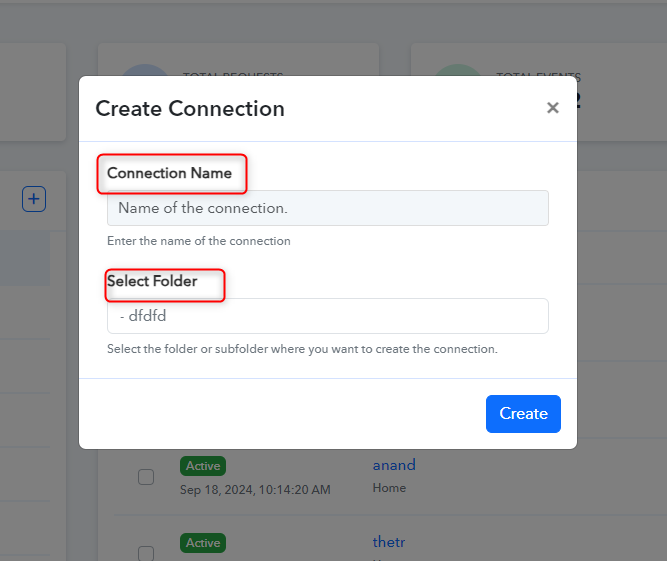 TOTAL REQUESTS
TOTAL EVENTS
2
Create Connection
×
Connection Name
Name of the connection.
Enter the name of the connection
Select Folder
- dfdfd
Select the folder or subfolder where you want to create the connection.
Create
Active
anand
Sep 18, 2024, 10:14:20 AM
Home
Active
thetr